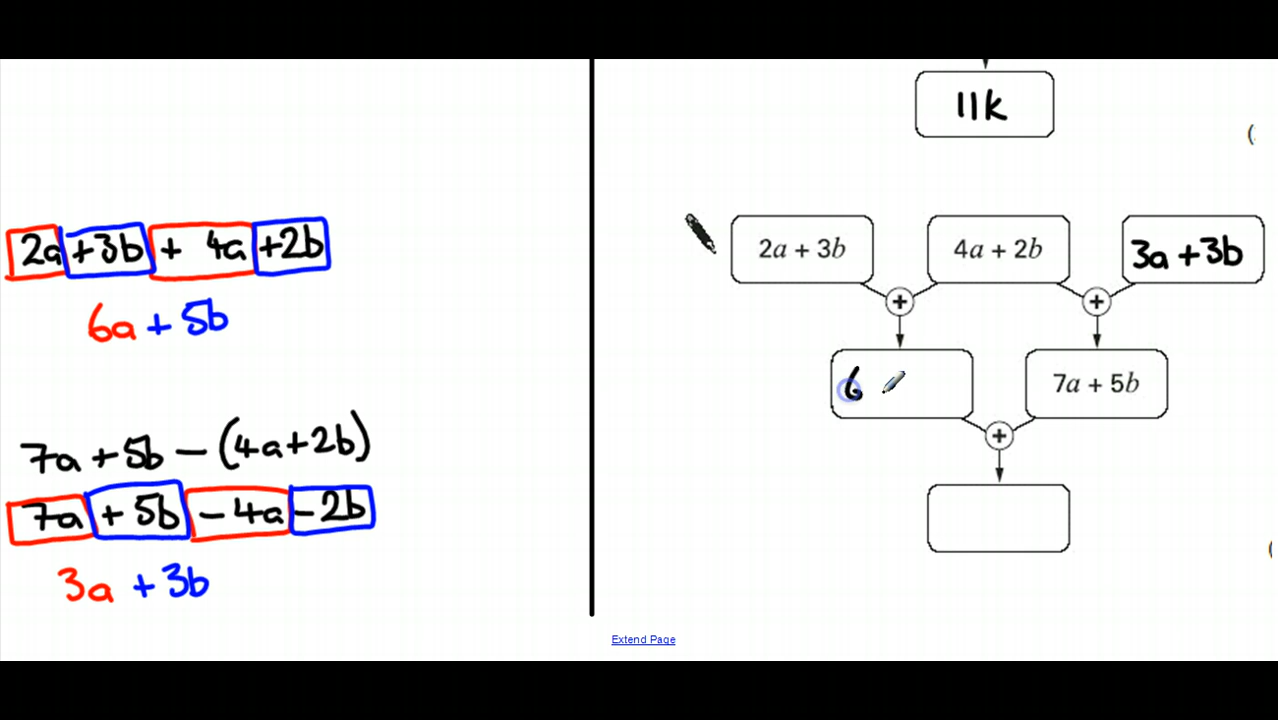 2a +3b + 4a +2b
6a + 5b
7a +5b − (4a+2b)
7a + 5b − 4a − 2b
3a + 3b
11k
(
2a + 3b
4a + 2b
3a +3b
+
+
6
7a + 5b
+
(
Extend Page